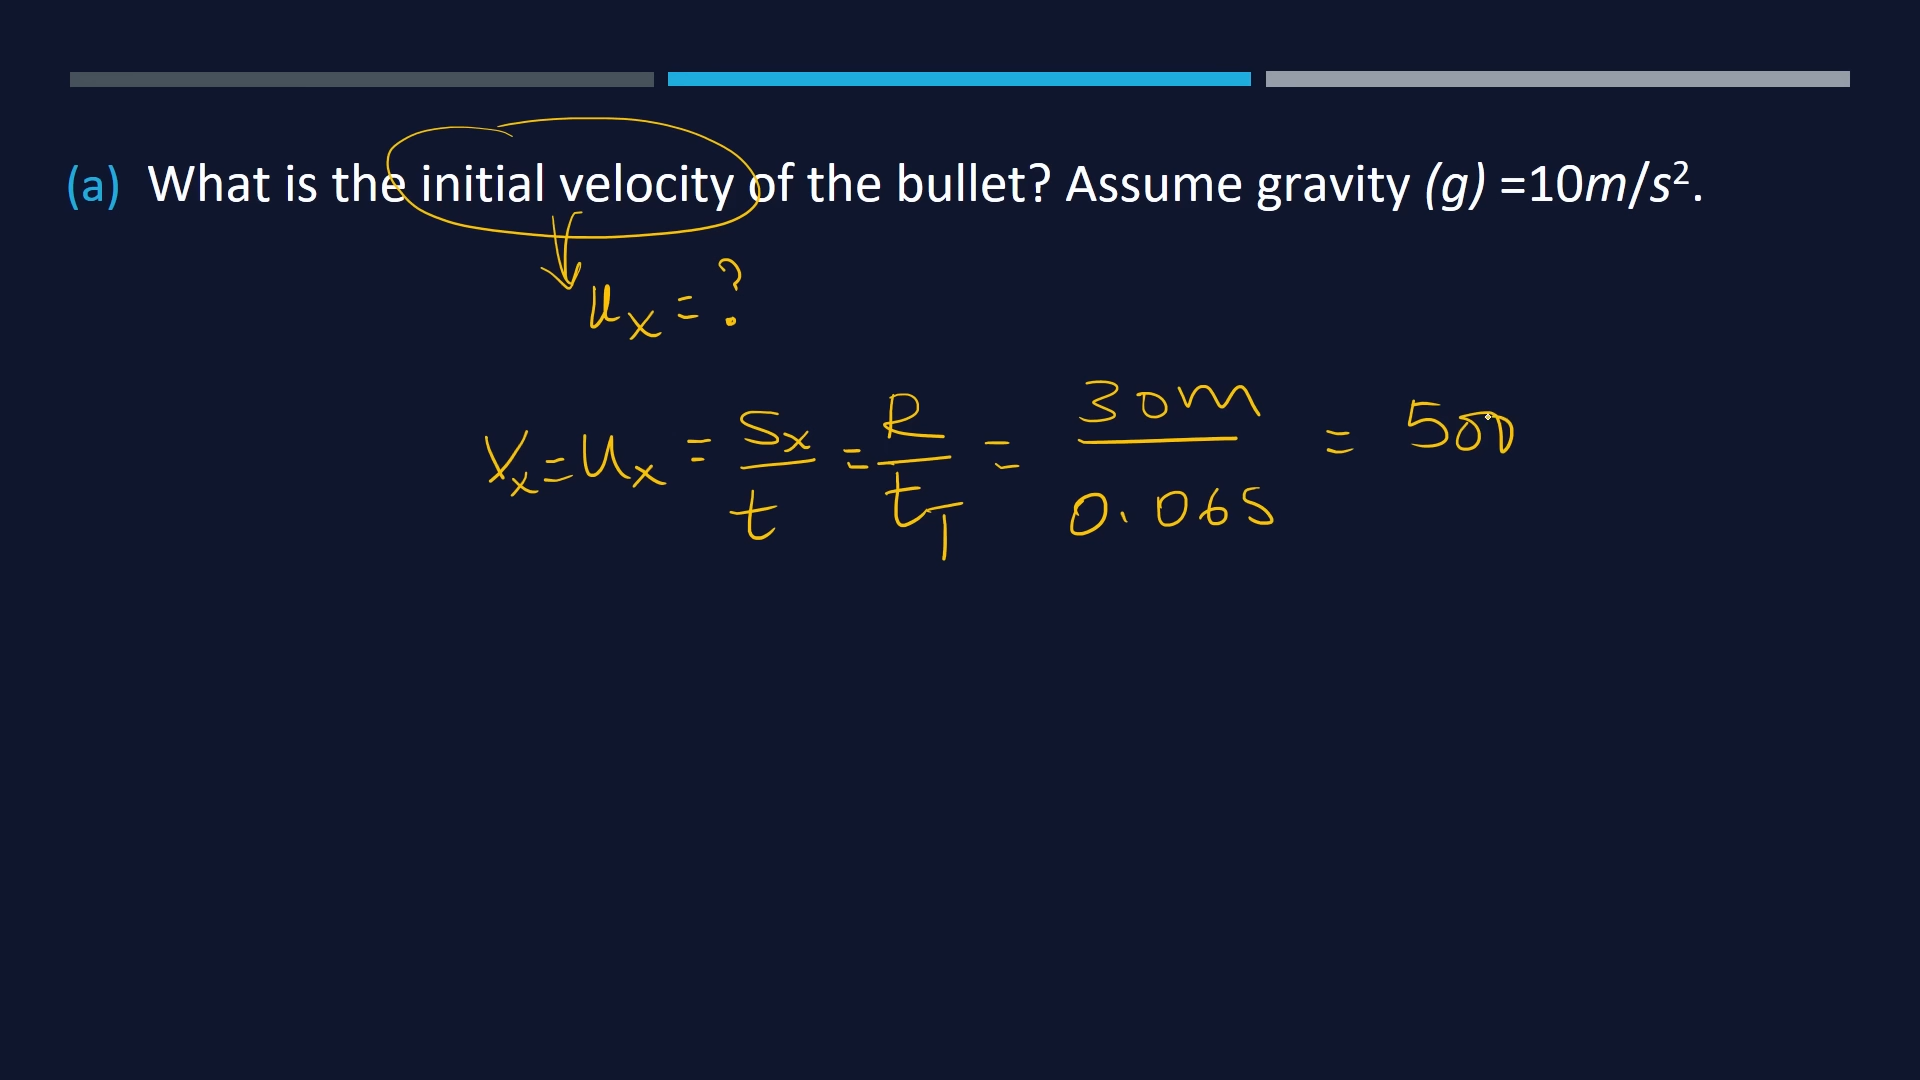 (a) What is the initial velocity of the bullet? Assume gravity (g) =10m/s².
uₓ = ?
Vₓ = uₓ = Sₓ/t = R/t_T = 30m/0.06s = 500